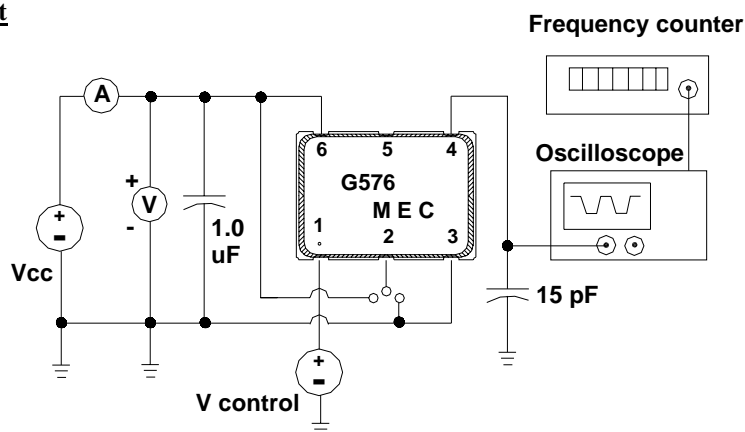 t
Frequency counter
A
6 5 4
Oscilloscope
G576
M E C
+
V
-
+
-
1.0
uF
1 2 3
Vcc
15 pF
+
-
V control